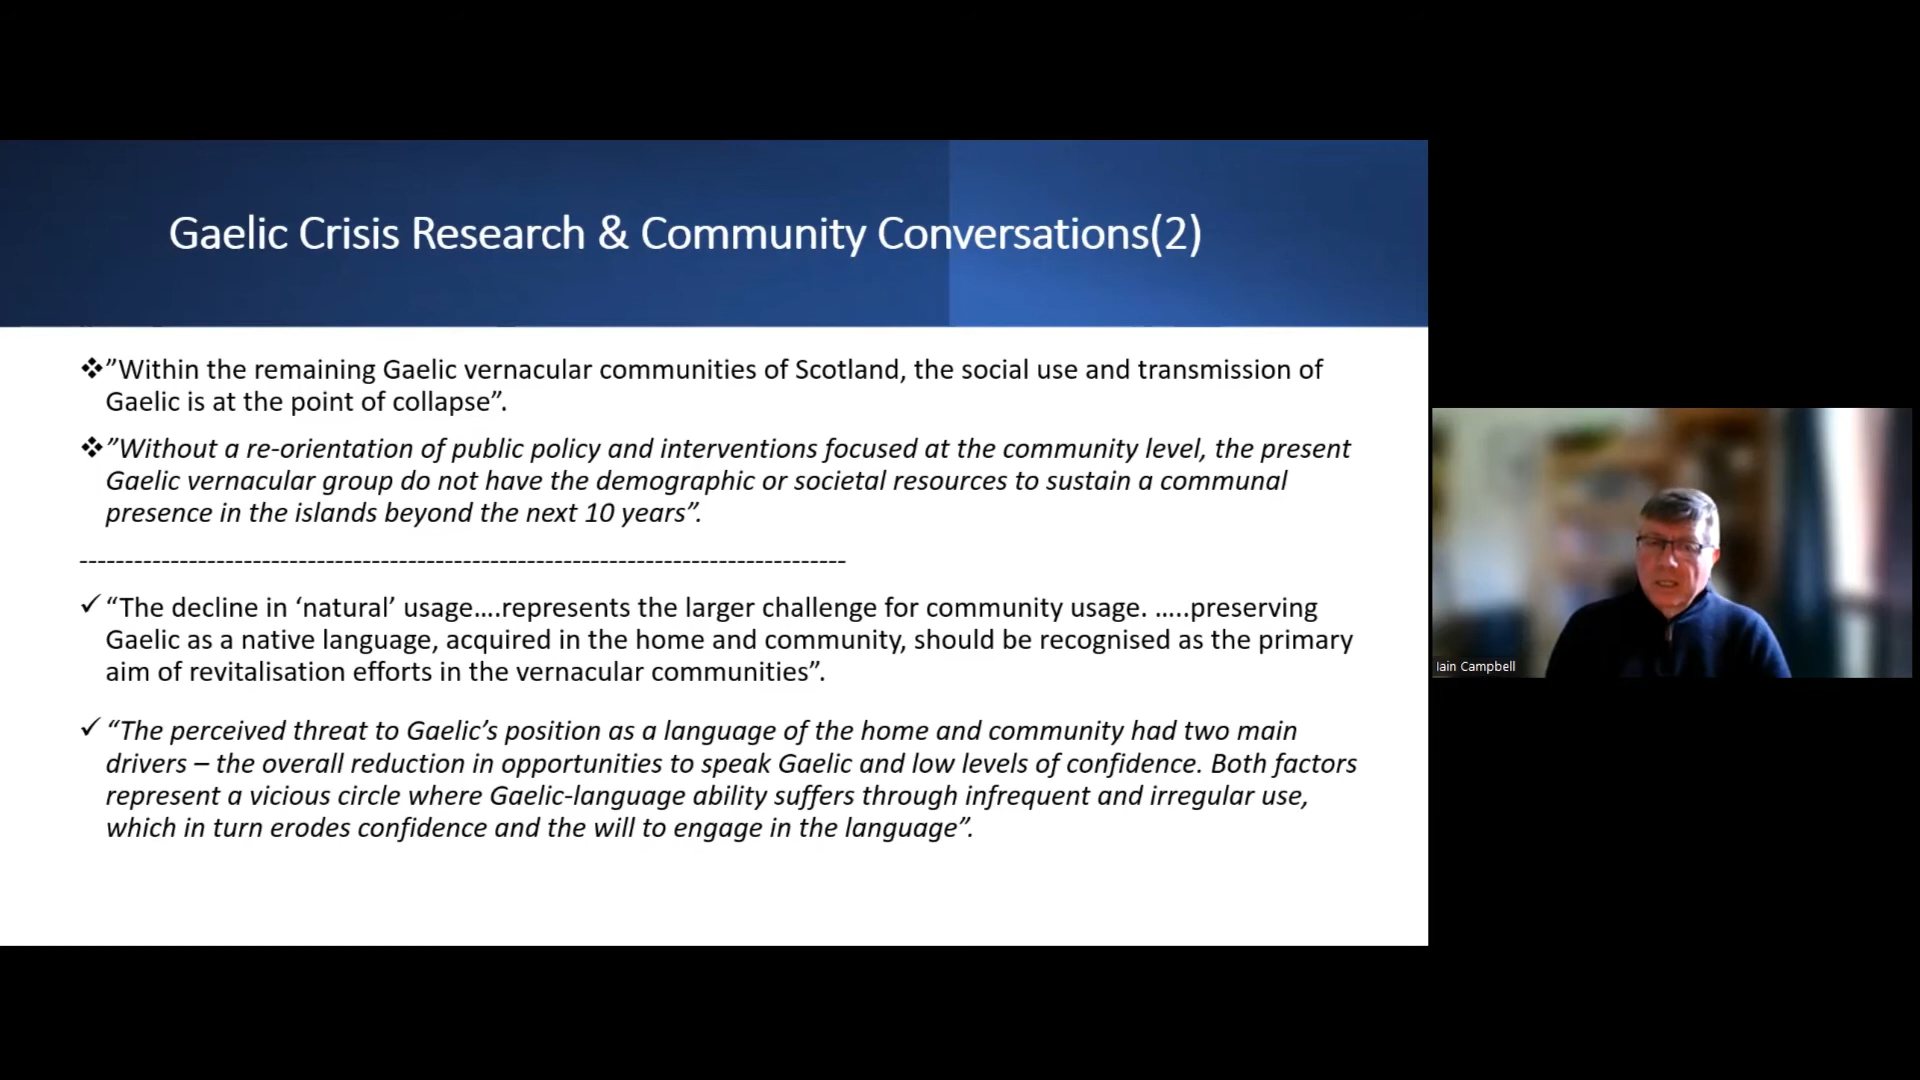 Gaelic Crisis Research & Community Conversations(2)
❖”Within the remaining Gaelic vernacular communities of Scotland, the social use and transmission of
Gaelic is at the point of collapse”.
❖”Without a re-orientation of public policy and interventions focused at the community level, the present
Gaelic vernacular group do not have the demographic or societal resources to sustain a communal
presence in the islands beyond the next 10 years”.
------------------------------------------------------------------------------------
✓“The decline in ‘natural’ usage….represents the larger challenge for community usage. …..preserving
Gaelic as a native language, acquired in the home and community, should be recognised as the primary
aim of revitalisation efforts in the vernacular communities”.
✓“The perceived threat to Gaelic’s position as a language of the home and community had two main
drivers – the overall reduction in opportunities to speak Gaelic and low levels of confidence. Both factors
represent a vicious circle where Gaelic-language ability suffers through infrequent and irregular use,
which in turn erodes confidence and the will to engage in the language”.
Iain Campbell